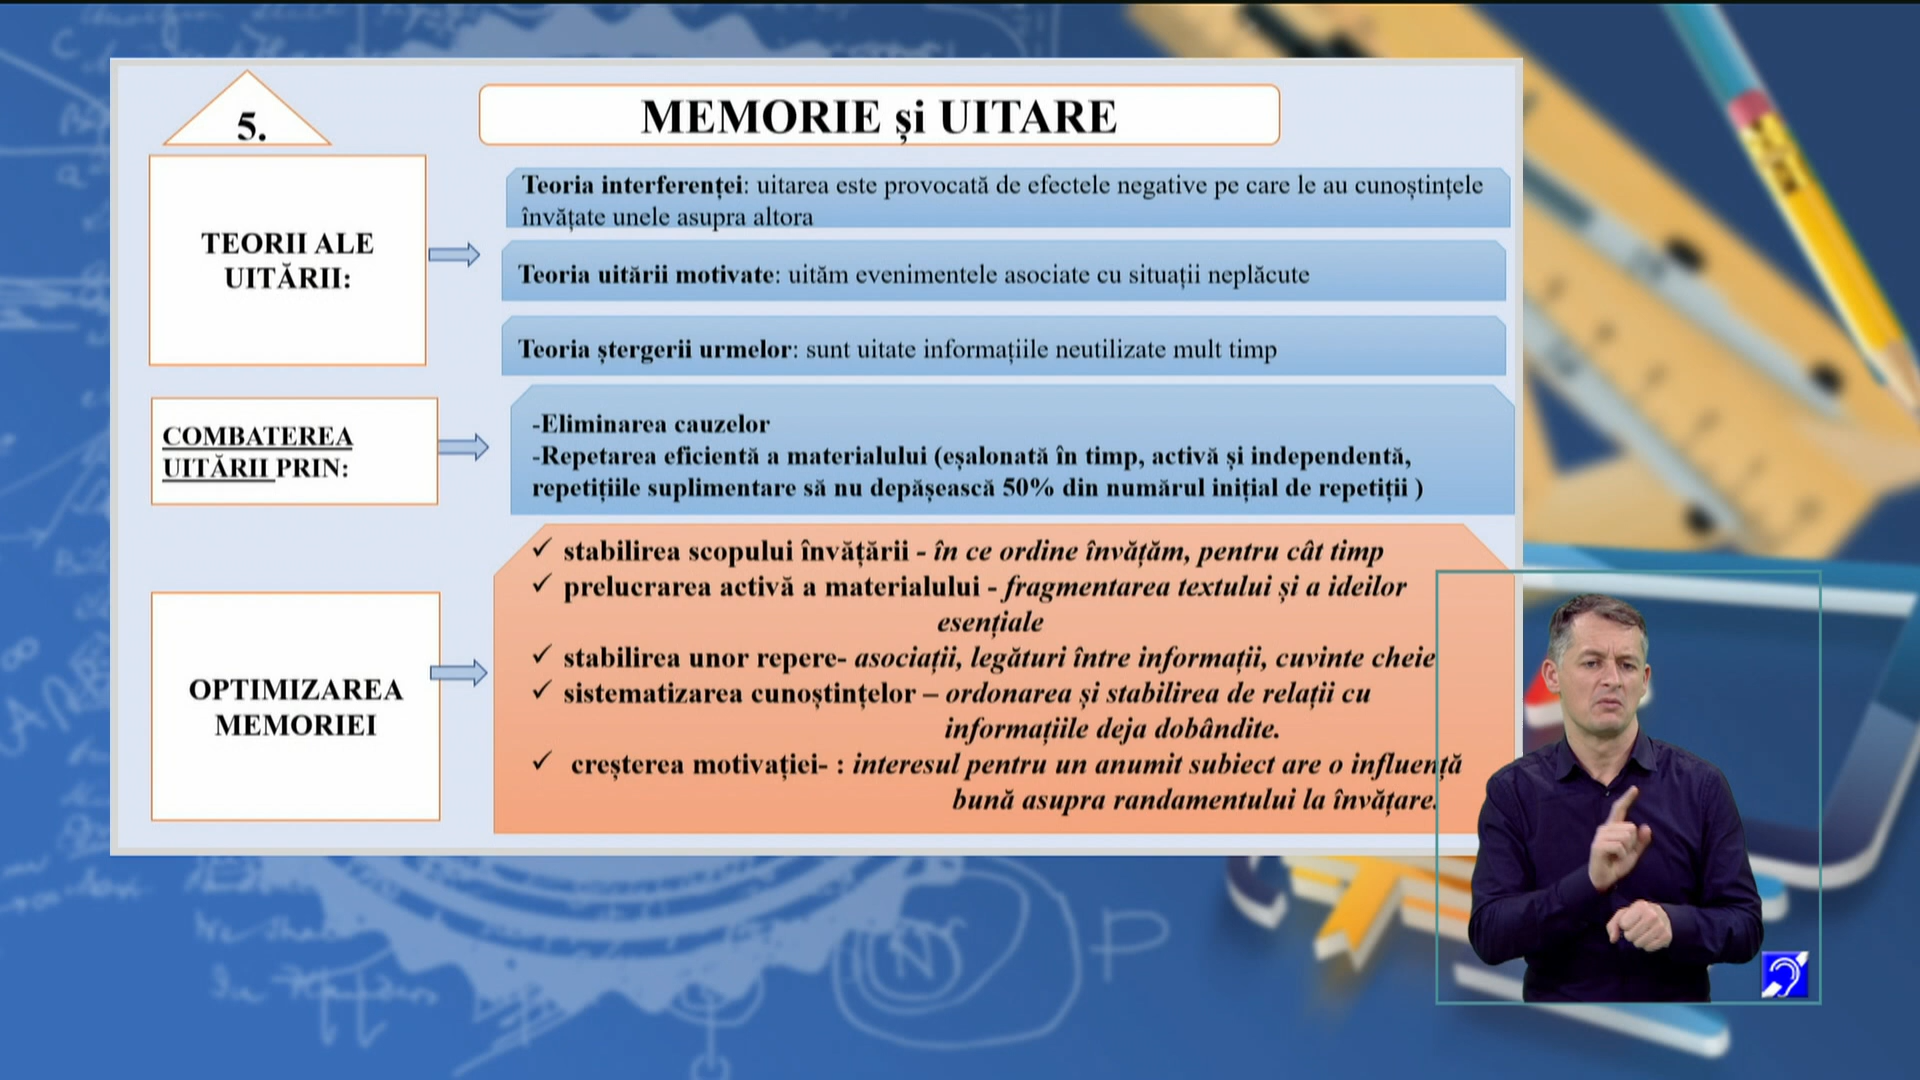 5.
MEMORIE și UITARE
TEORII ALE
UITĂRII:
Teoria interferenței: uitarea este provocată de efectele negative pe care le au cunoștințele
învățate unele asupra altora
Teoria uitării motivate: uităm evenimentele asociate cu situații neplăcute
Teoria ștergerii urmelor: sunt uitate informațiile neutilizate mult timp
COMBATEREA
UITĂRII PRIN:
-Eliminarea cauzelor
-Repetarea eficientă a materialului (eșalonată în timp, activă și independentă,
repetițiile suplimentare să nu depășească 50% din numărul inițial de repetiții )
OPTIMIZAREA
MEMORIEI
✓ stabilirea scopului învățării - în ce ordine învățăm, pentru cât timp
✓ prelucrarea activă a materialului - fragmentarea textului și a ideilor
esențiale
✓ stabilirea unor repere- asociații, legături între informații, cuvinte cheie
✓ sistematizarea cunoștințelor – ordonarea și stabilirea de relații cu
informațiile deja dobândite.
✓ creșterea motivației- : interesul pentru un anumit subiect are o influență
bună asupra randamentului la învățare.
N
P